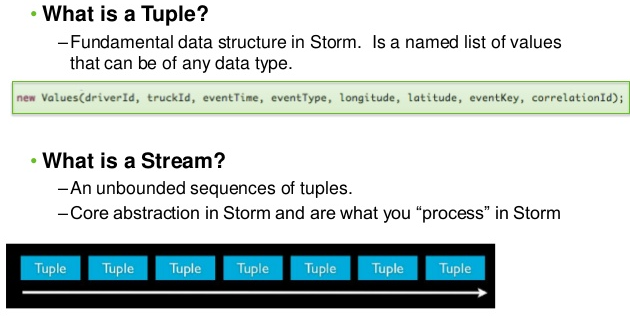 • What is a Tuple?
–Fundamental data structure in Storm. Is a named list of values
that can be of any data type.
new Values(driverId, truckId, eventTime, eventType, longitude, latitude, eventKey, correlationId);
• What is a Stream?
–An unbounded sequences of tuples.
–Core abstraction in Storm and are what you “process” in Storm
Tuple Tuple Tuple Tuple Tuple Tuple Tuple